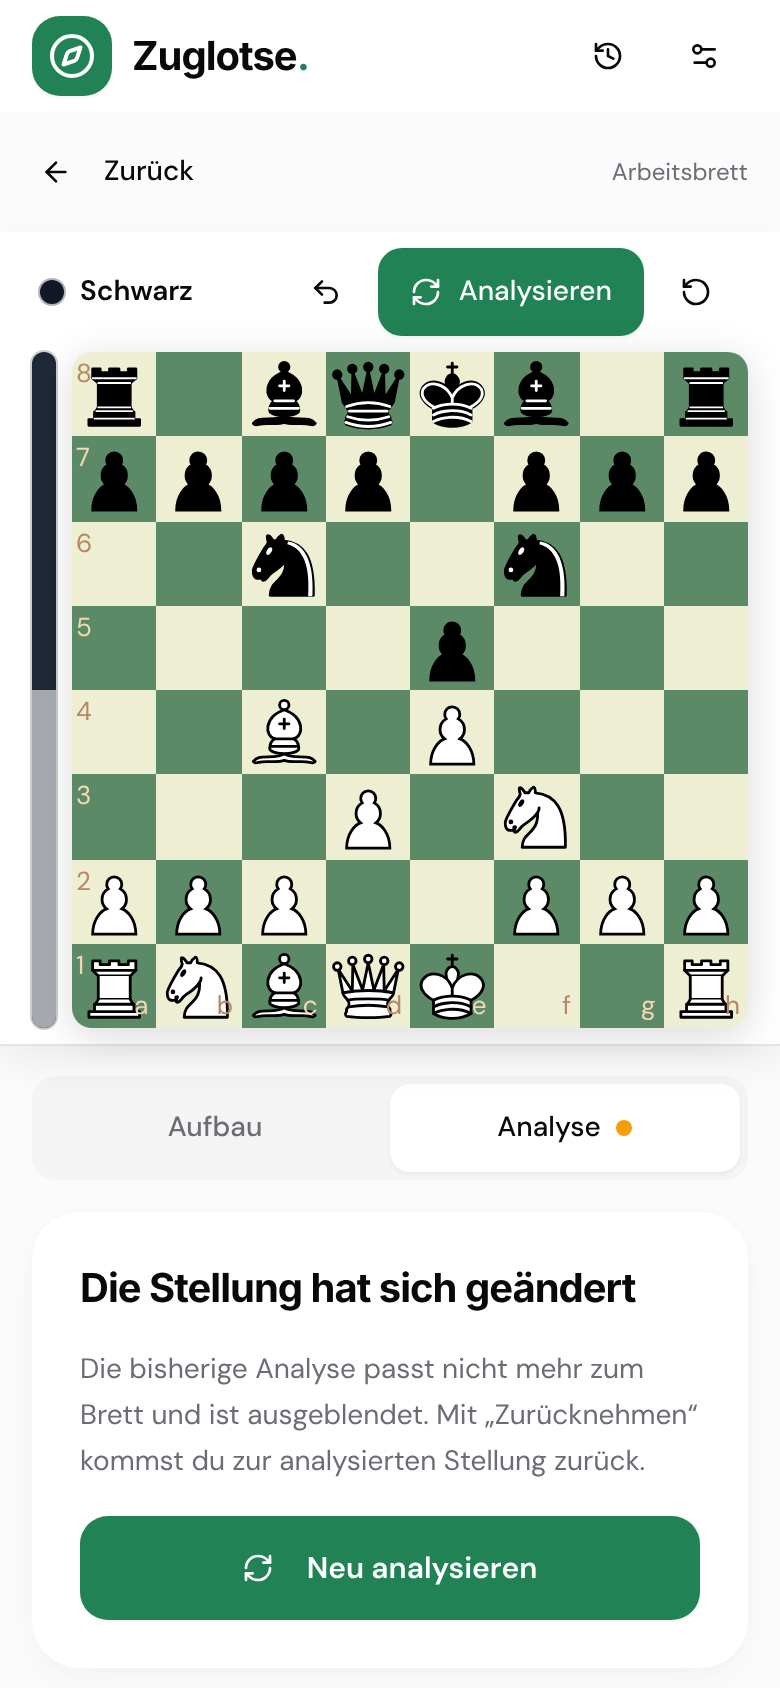 Zuglotse.
Zurück
Arbeitsbrett
Schwarz
Analysieren
8
7
6
5
4
3
2
1
a b c d e f g h
Aufbau
Analyse
Die Stellung hat sich geändert
Die bisherige Analyse passt nicht mehr zum
Brett und ist ausgeblendet. Mit „Zurücknehmen“
kommst du zur analysierten Stellung zurück.
Neu analysieren